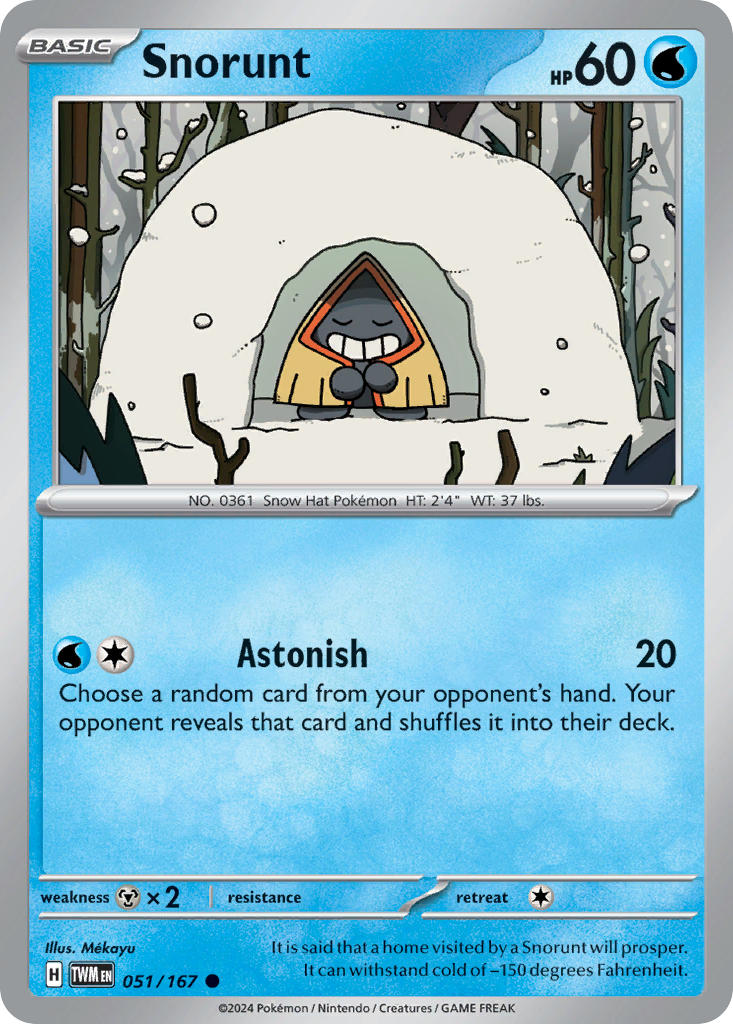 BASIC
Snorunt
HP 60
NO. 0361 Snow Hat Pokémon HT: 2'4" WT: 37 lbs.
Astonish 20
Choose a random card from your opponent's hand. Your
opponent reveals that card and shuffles it into their deck.
weakness ×2 resistance retreat
Illus. Mékayu
It is said that a home visited by a Snorunt will prosper.
It can withstand cold of –150 degrees Fahrenheit.
H TWM EN 051/167
©2024 Pokémon / Nintendo / Creatures / GAME FREAK